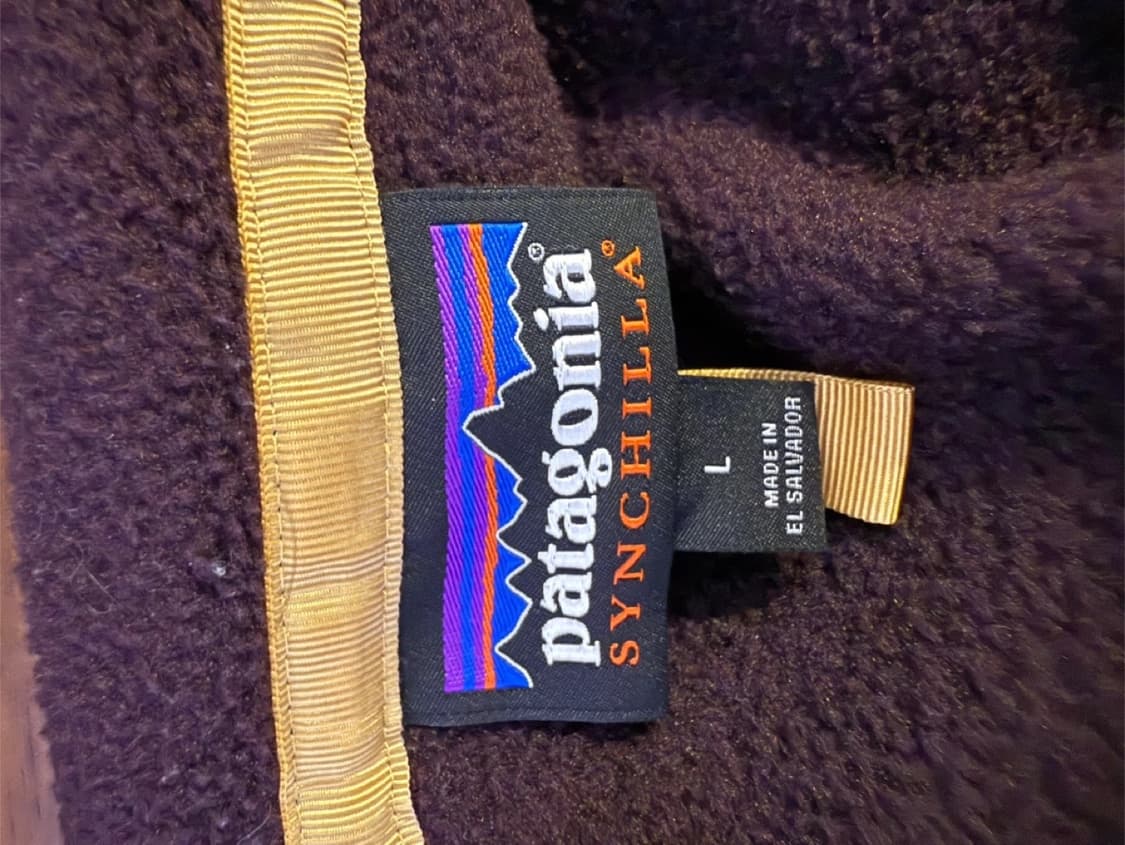 patagonia®
SYNCHILLA®
L
MADE IN
EL SALVADOR